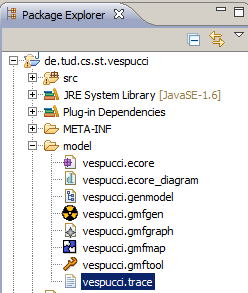 Package Explorer
de.tud.cs.st.vespucci
src
JRE System Library [JavaSE-1.6]
Plug-in Dependencies
META-INF
model
vespucci.ecore
vespucci.ecore_diagram
vespucci.genmodel
vespucci.gmfgen
vespucci.gmfgraph
vespucci.gmfmap
vespucci.gmftool
vespucci.trace